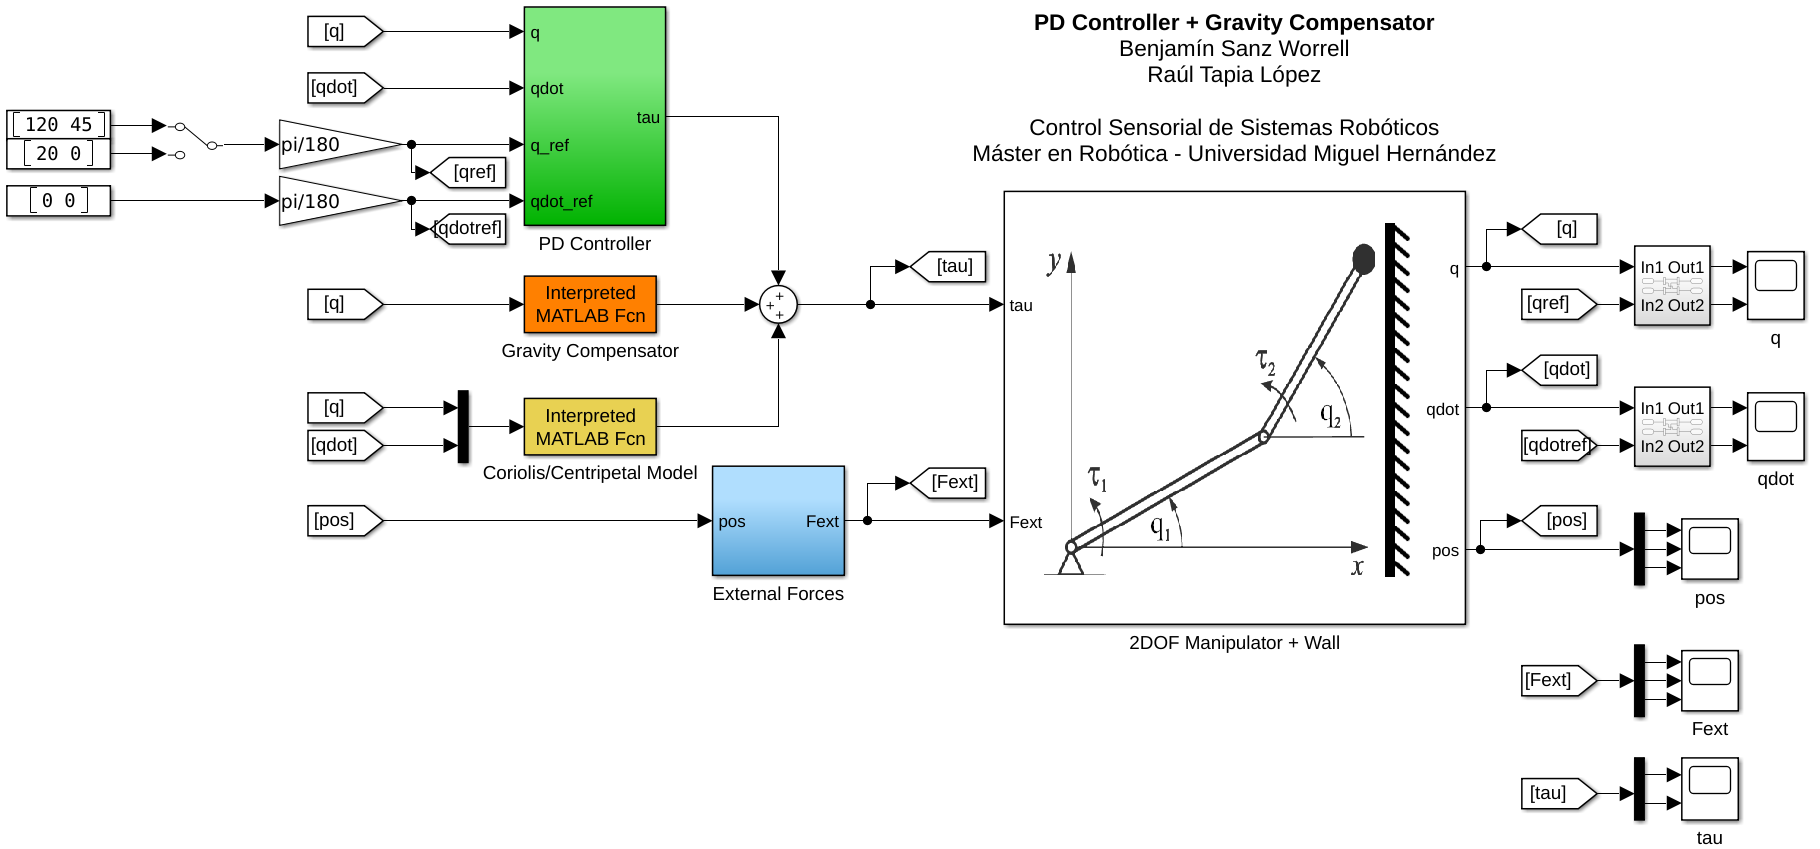 PD Controller + Gravity Compensator
Benjamín Sanz Worrell
Raúl Tapia López
Control Sensorial de Sistemas Robóticos
Máster en Robótica - Universidad Miguel Hernández
[q]
[qdot]
[120 45]
[20 0]
[0 0]
pi/180
pi/180
[qref]
[qdotref]
q
qdot
q_ref
qdot_ref
tau
PD Controller
[q]
Interpreted
MATLAB Fcn
Gravity Compensator
[q]
[qdot]
Interpreted
MATLAB Fcn
Coriolis/Centripetal Model
[pos]
pos
Fext
External Forces
+
+
+
[tau]
[Fext]
tau
Fext
y
x
τ1
q1
τ2
q2
q
qdot
pos
2DOF Manipulator + Wall
[q]
[qref]
In1 Out1
In2 Out2
q
[qdot]
[qdotref]
In1 Out1
In2 Out2
qdot
[pos]
pos
[Fext]
Fext
[tau]
tau